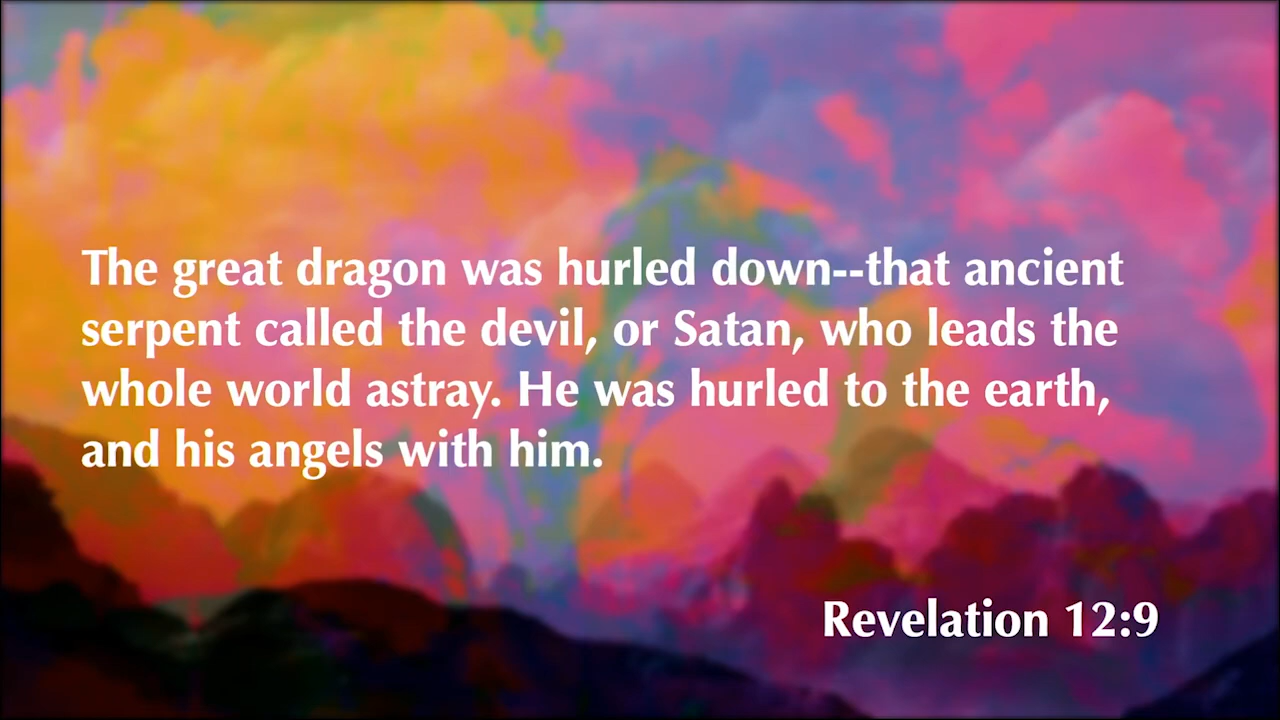 The great dragon was hurled down--that ancient
serpent called the devil, or Satan, who leads the
whole world astray. He was hurled to the earth,
and his angels with him.
Revelation 12:9